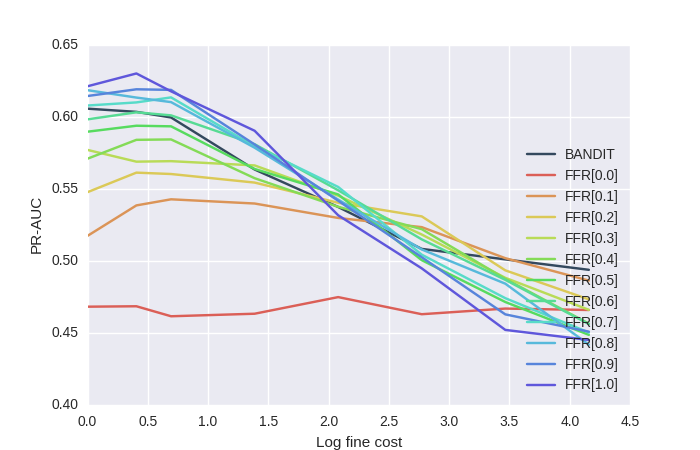 0.65
0.60
0.55
0.50
0.45
0.40
PR-AUC
0.0 0.5 1.0 1.5 2.0 2.5 3.0 3.5 4.0 4.5
Log fine cost
BANDIT
FFR[0.0]
FFR[0.1]
FFR[0.2]
FFR[0.3]
FFR[0.4]
FFR[0.5]
FFR[0.6]
FFR[0.7]
FFR[0.8]
FFR[0.9]
FFR[1.0]